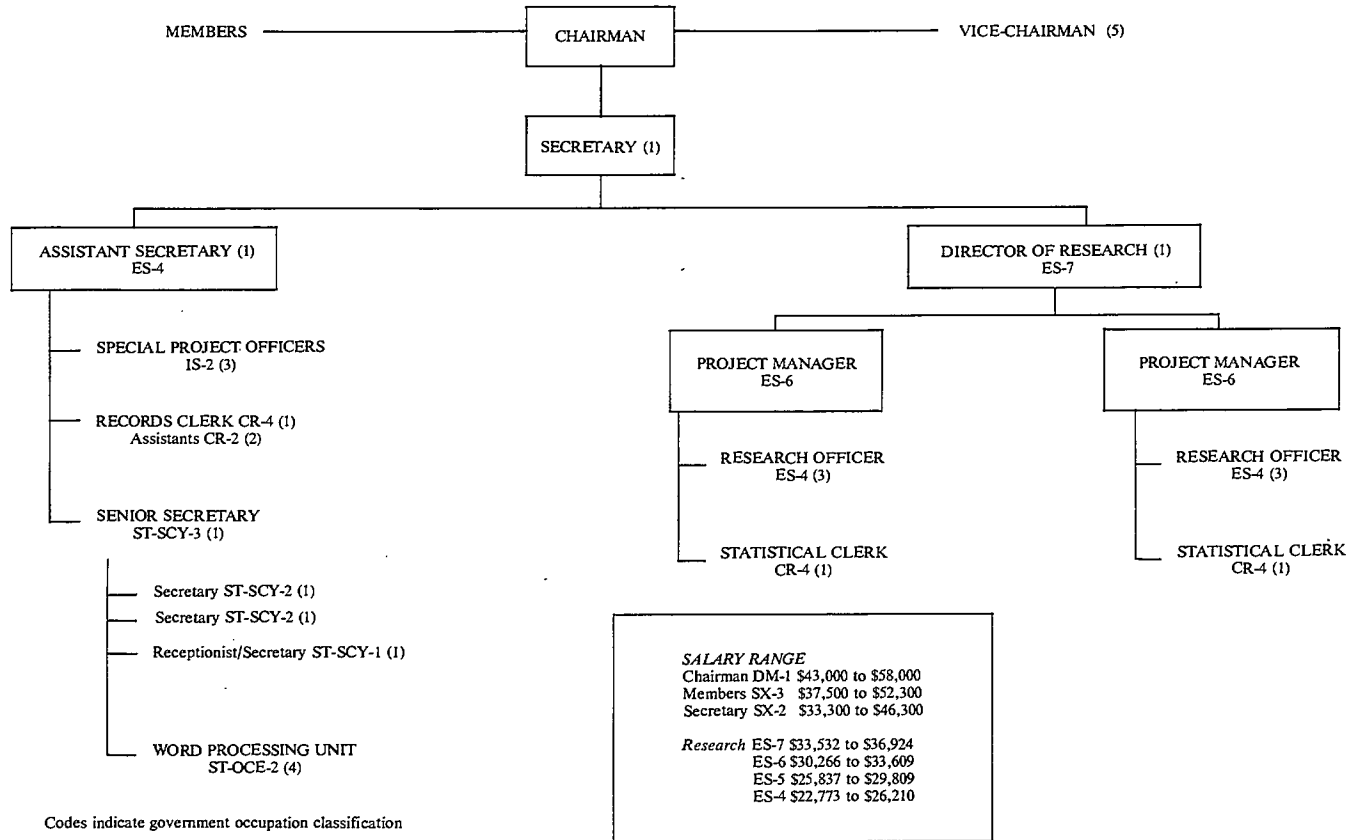 MEMBERS
CHAIRMAN
VICE-CHAIRMAN (5)
SECRETARY (1)
ASSISTANT SECRETARY (1)
ES-4
DIRECTOR OF RESEARCH (1)
ES-7
SPECIAL PROJECT OFFICERS
IS-2 (3)
RECORDS CLERK CR-4 (1)
Assistants CR-2 (2)
SENIOR SECRETARY
ST-SCY-3 (1)
Secretary ST-SCY-2 (1)
Secretary ST-SCY-2 (1)
Receptionist/Secretary ST-SCY-1 (1)
WORD PROCESSING UNIT
ST-OCE-2 (4)
PROJECT MANAGER
ES-6
RESEARCH OFFICER
ES-4 (3)
STATISTICAL CLERK
CR-4 (1)
PROJECT MANAGER
ES-6
RESEARCH OFFICER
ES-4 (3)
STATISTICAL CLERK
CR-4 (1)
SALARY RANGE
Chairman DM-1 $43,000 to $58,000
Members SX-3 $37,500 to $52,300
Secretary SX-2 $33,300 to $46,300
Research ES-7 $33,532 to $36,924
ES-6 $30,266 to $33,609
ES-5 $25,837 to $29,809
ES-4 $22,773 to $26,210
Codes indicate government occupation classification